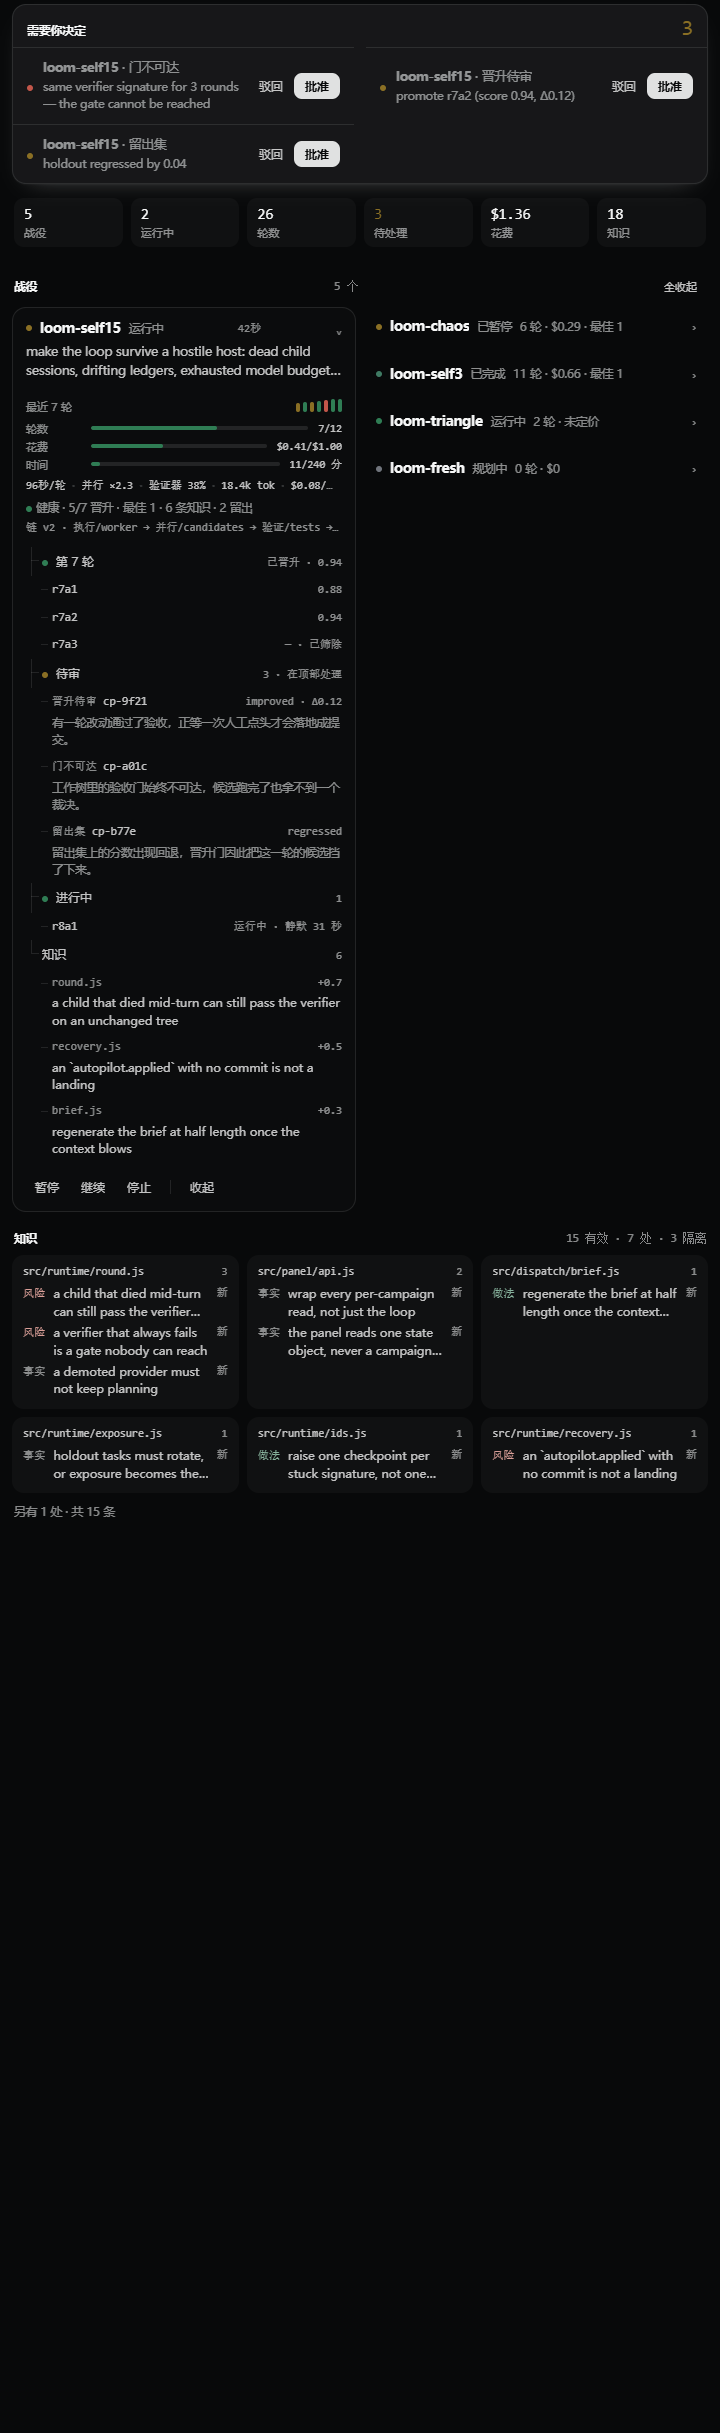 需要你决定
3
loom-self15 · 门不可达
same verifier signature for 3 rounds
— the gate cannot be reached
驳回
批准
loom-self15 · 晋升待审
promote r7a2 (score 0.94, Δ0.12)
驳回
批准
loom-self15 · 留出集
holdout regressed by 0.04
驳回
批准
5
战役
2
运行中
26
轮数
3
待处理
$1.36
花费
18
知识
战役
5 个
全收起
loom-self15 运行中 42秒
make the loop survive a hostile host: dead child
sessions, drifting ledgers, exhausted model budget…
最近 7 轮
轮数 7/12
花费 $0.41/$1.00
时间 11/240 分
96秒/轮 · 并行 ×2.3 · 验证器 38% · 18.4k tok · $0.08/…
健康 · 5/7 晋升 · 最佳 1 · 6 条知识 · 2 留出
链 v2 · 执行/worker → 并行/candidates → 验证/tests →…
第 7 轮 已晋升 · 0.94
r7a1 0.88
r7a2 0.94
r7a3 — · 已筛除
待审 3 · 在顶部处理
晋升待审 cp-9f21 improved · Δ0.12
有一轮改动通过了验收，正等一次人工点头才会落地成提
交。
门不可达 cp-a01c
工作树里的验收门始终不可达，候选跑完了也拿不到一个
裁决。
留出集 cp-b77e regressed
留出集上的分数出现回退，晋升门因此把这一轮的候选挡
了下来。
进行中 1
r8a1 运行中 · 静默 31 秒
知识 6
round.js +0.7
a child that died mid-turn can still pass the verifier
on an unchanged tree
recovery.js +0.5
an `autopilot.applied` with no commit is not a
landing
brief.js +0.3
regenerate the brief at half length once the
context blows
暂停 继续 停止 收起
loom-chaos 已暂停 6 轮 · $0.29 · 最佳 1
loom-self3 已完成 11 轮 · $0.66 · 最佳 1
loom-triangle 运行中 2 轮 · 未定价
loom-fresh 规划中 0 轮 · $0
知识
15 有效 · 7 处 · 3 隔离
src/runtime/round.js 3
风险 a child that died mid-turn 新
can still pass the verifier…
风险 a verifier that always fails 新
is a gate nobody can reach
事实 a demoted provider must 新
not keep planning
src/panel/api.js 2
事实 wrap every per-campaign 新
read, not just the loop
事实 the panel reads one state 新
object, never a campaign…
src/dispatch/brief.js 1
做法 regenerate the brief at half 新
length once the context…
src/runtime/exposure.js 1
事实 holdout tasks must rotate, 新
or exposure becomes the…
src/runtime/ids.js 1
做法 raise one checkpoint per 新
stuck signature, not one…
src/runtime/recovery.js 1
风险 an `autopilot.applied` with 新
no commit is not a landing
另有 1 处 · 共 15 条